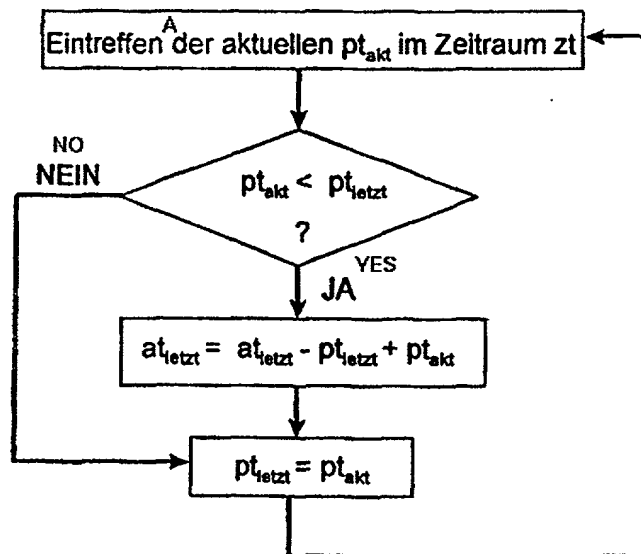 A
Eintreffen der aktuellen pt_akt im Zeitraum zt
NO
NEIN
pt_akt < pt_letzt
?
YES
JA
at_letzt = at_letzt - pt_letzt + pt_akt
pt_letzt = pt_akt